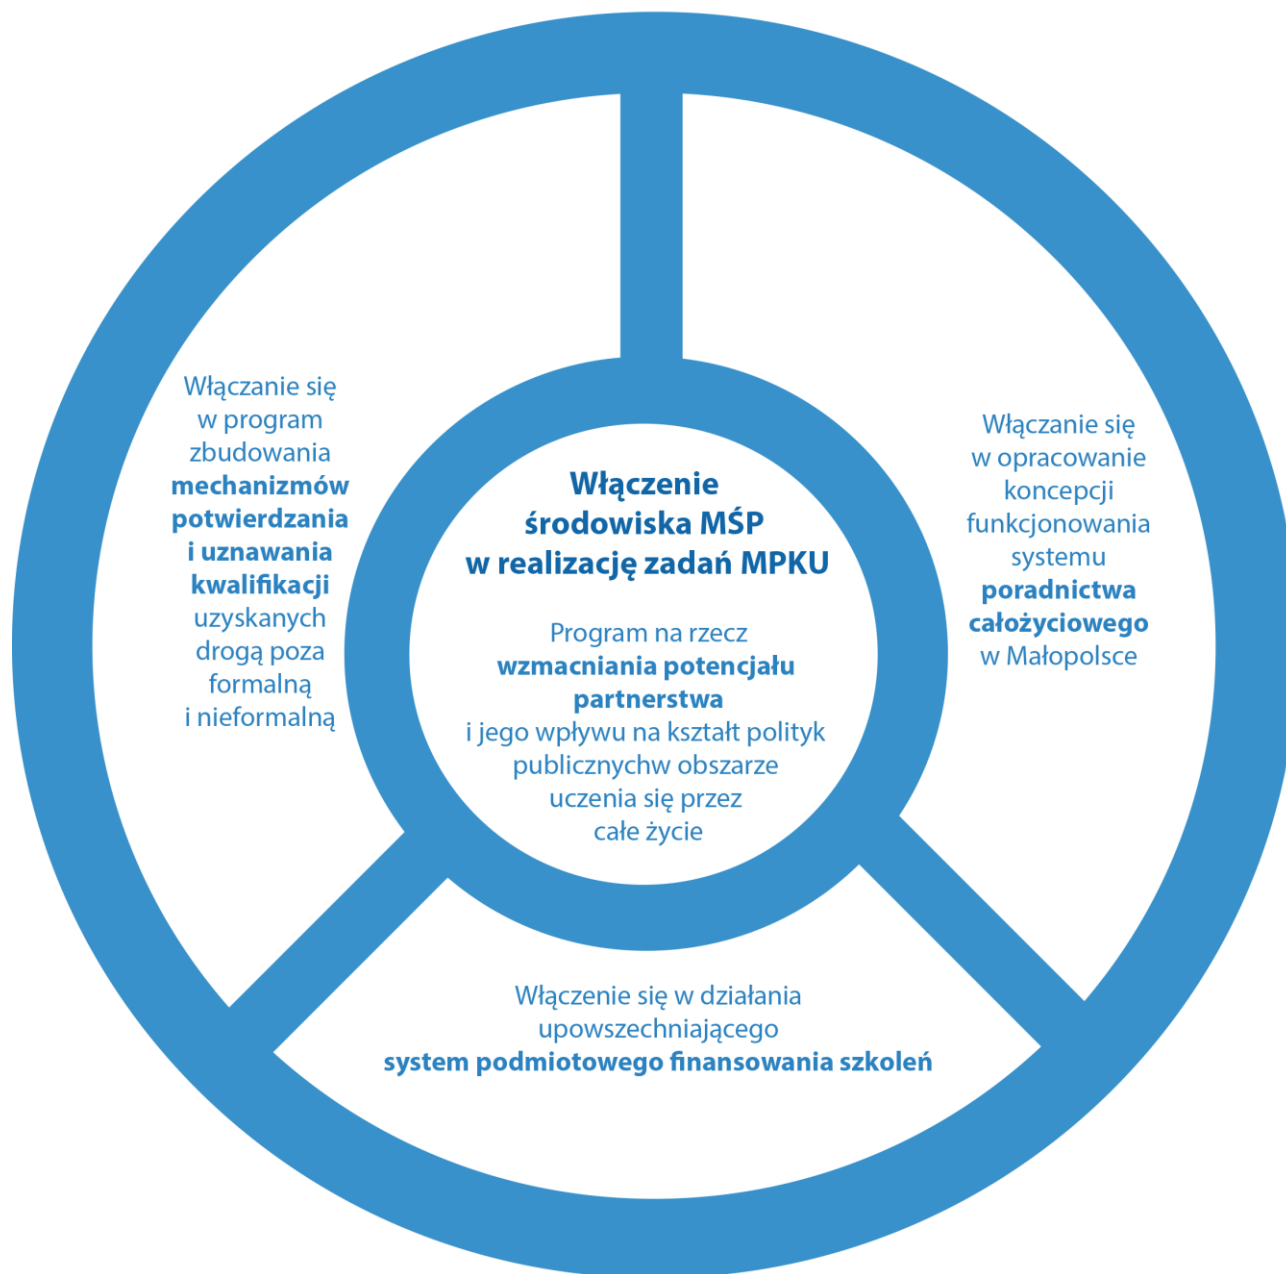 Włączanie się
w program
zbudowania
mechanizmów
potwierdzania
i uznawania
kwalifikacji
uzyskanych
drogą poza
formalną
i nieformalną
Włączenie
środowiska MŚP
w realizację zadań MPKU
Program na rzecz
wzmacniania potencjału
partnerstwa
i jego wpływu na kształt polityk
publicznychw obszarze
uczenia się przez
całe życie
Włączanie się
w opracowanie
koncepcji
funkcjonowania
systemu
poradnictwa
całożyciowego
w Małopolsce
Włączenie się w działania
upowszechniającego
system podmiotowego finansowania szkoleń